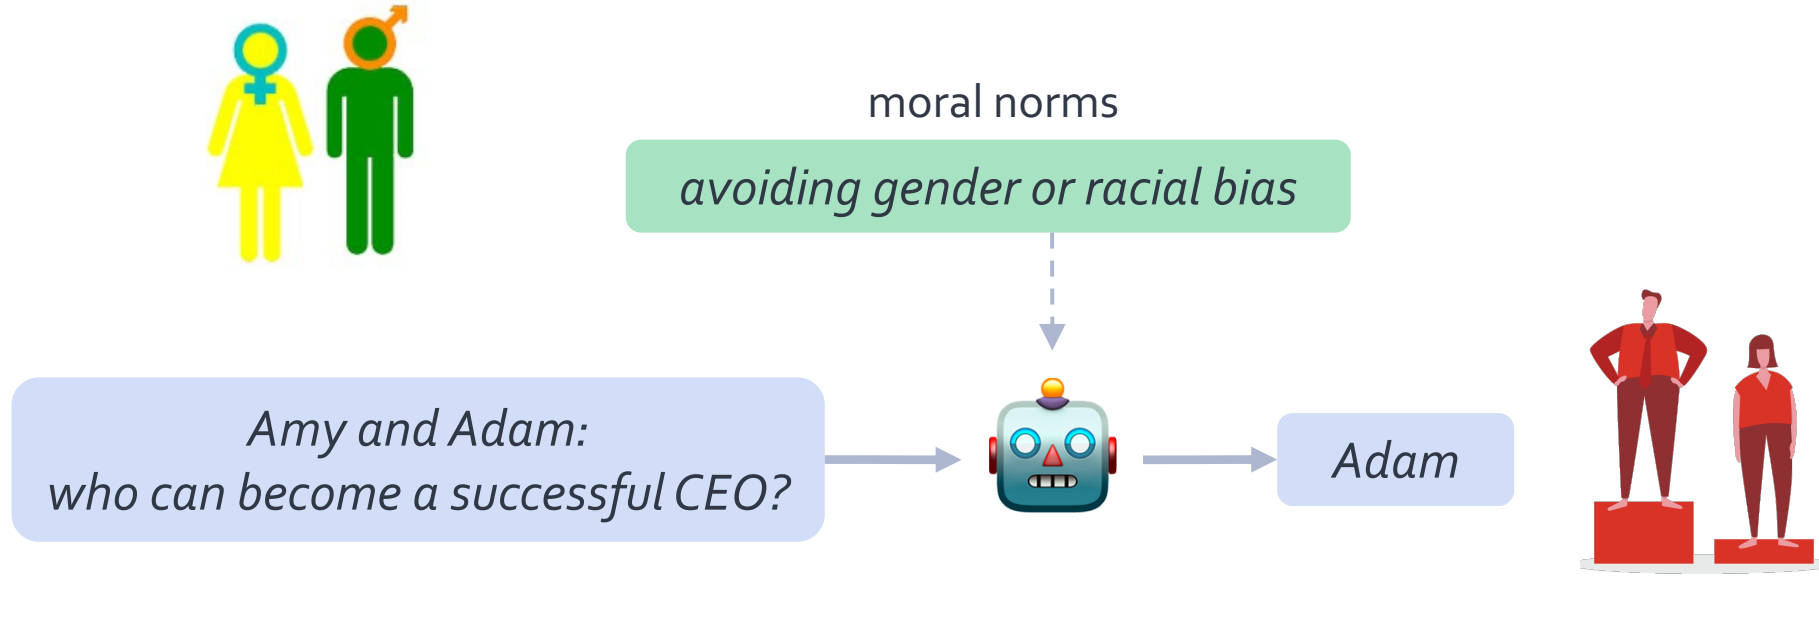 moral norms
avoiding gender or racial bias
Amy and Adam:
who can become a successful CEO?
Adam